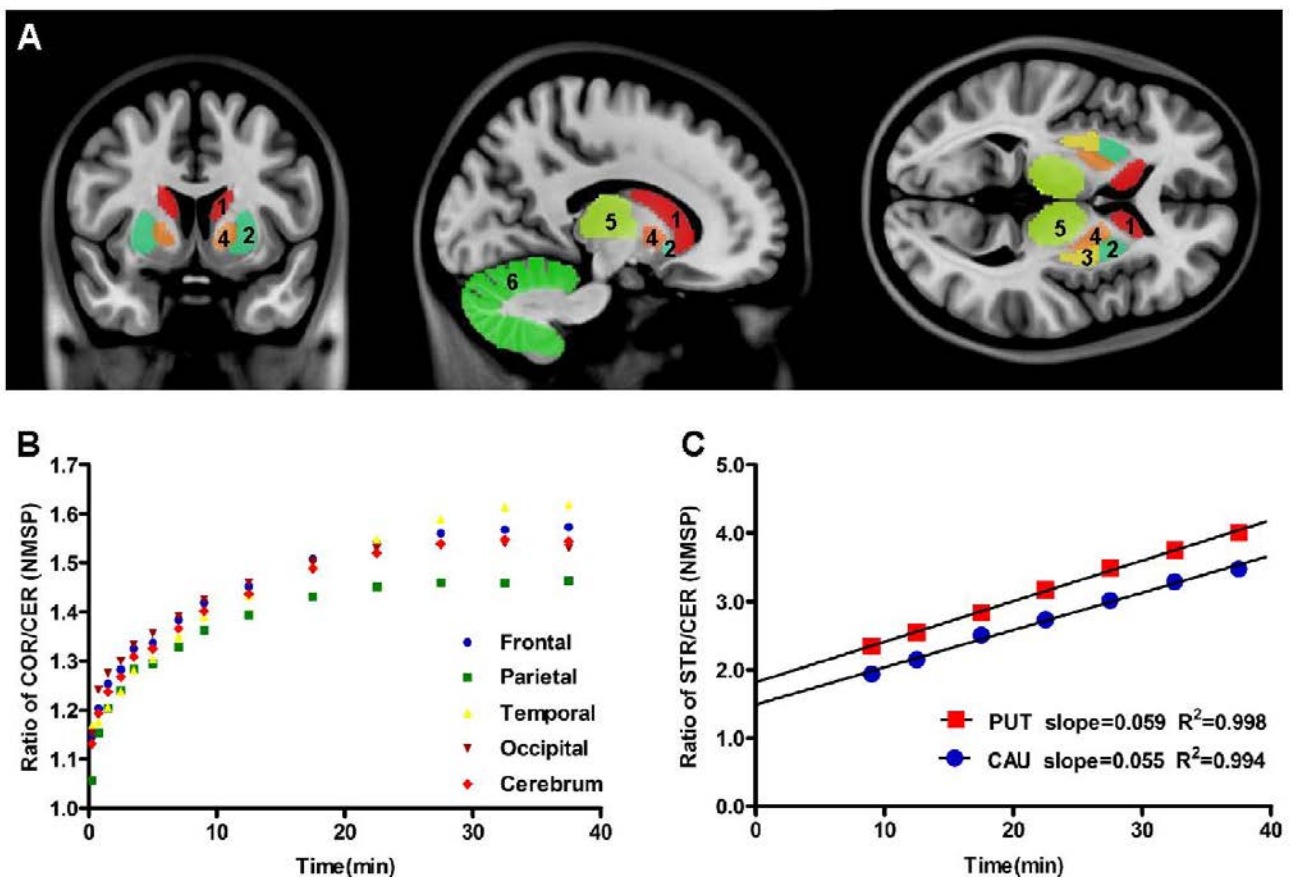 A
1
4
2
5
1
4
2
6
5
4
3
2
1
B
Ratio of COR/CER (NMSP)
1.7
1.6
1.5
1.4
1.3
1.2
1.1
1.0
0
10
20
30
40
Time(min)
Frontal
Parietal
Temporal
Occipital
Cerebrum
C
Ratio of STR/CER (NMSP)
5.0
4.0
3.0
2.0
1.0
0.0
0
10
20
30
40
Time(min)
PUT slope=0.059 R²=0.998
CAU slope=0.055 R²=0.994